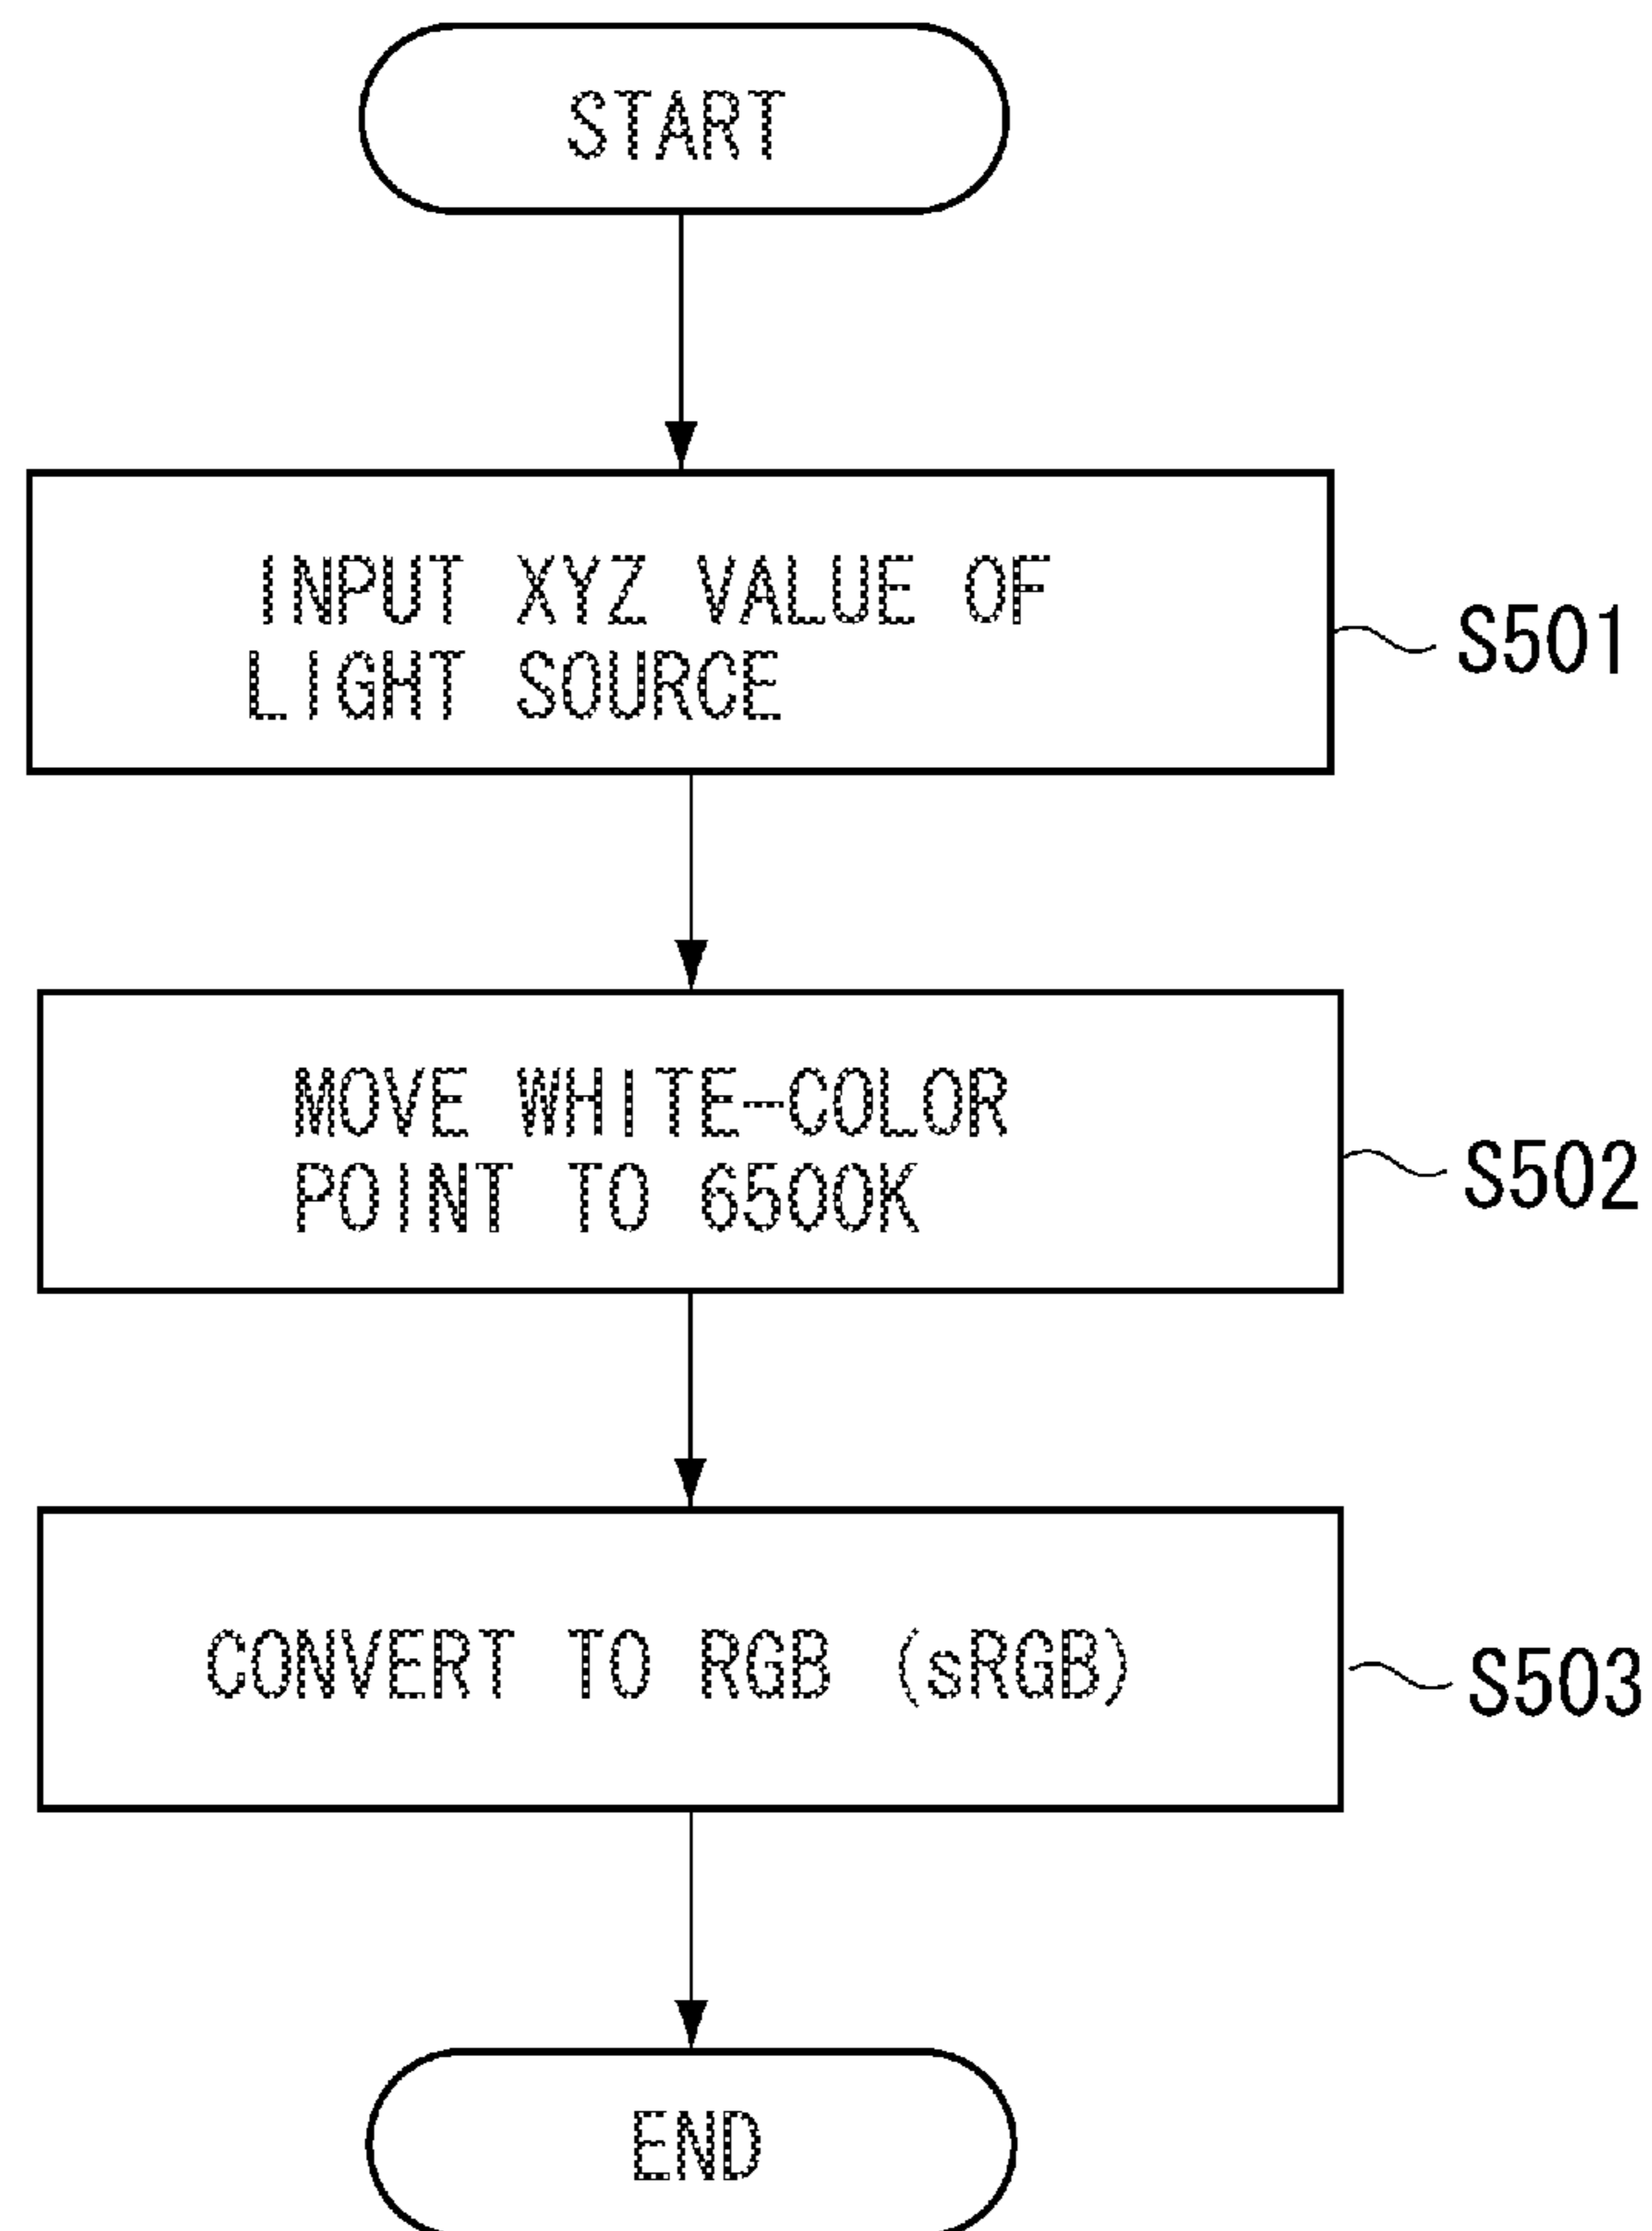 START
INPUT XYZ VALUE OF
LIGHT SOURCE
S501
MOVE WHITE-COLOR
POINT TO 6500K
S502
CONVERT TO RGB (sRGB)
S503
END